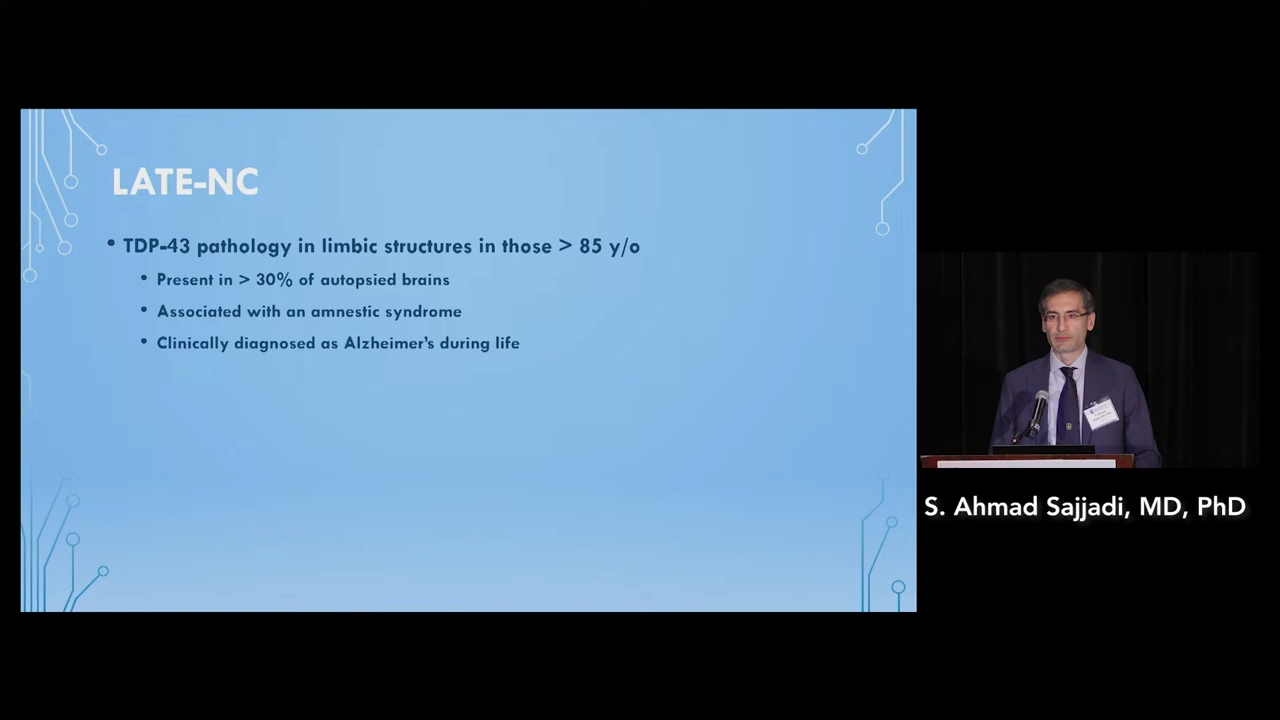 LATE-NC
• TDP-43 pathology in limbic structures in those > 85 y/o
• Present in > 30% of autopsied brains
• Associated with an amnestic syndrome
• Clinically diagnosed as Alzheimer's during life
S. Ahmad Sajjadi, MD, PhD